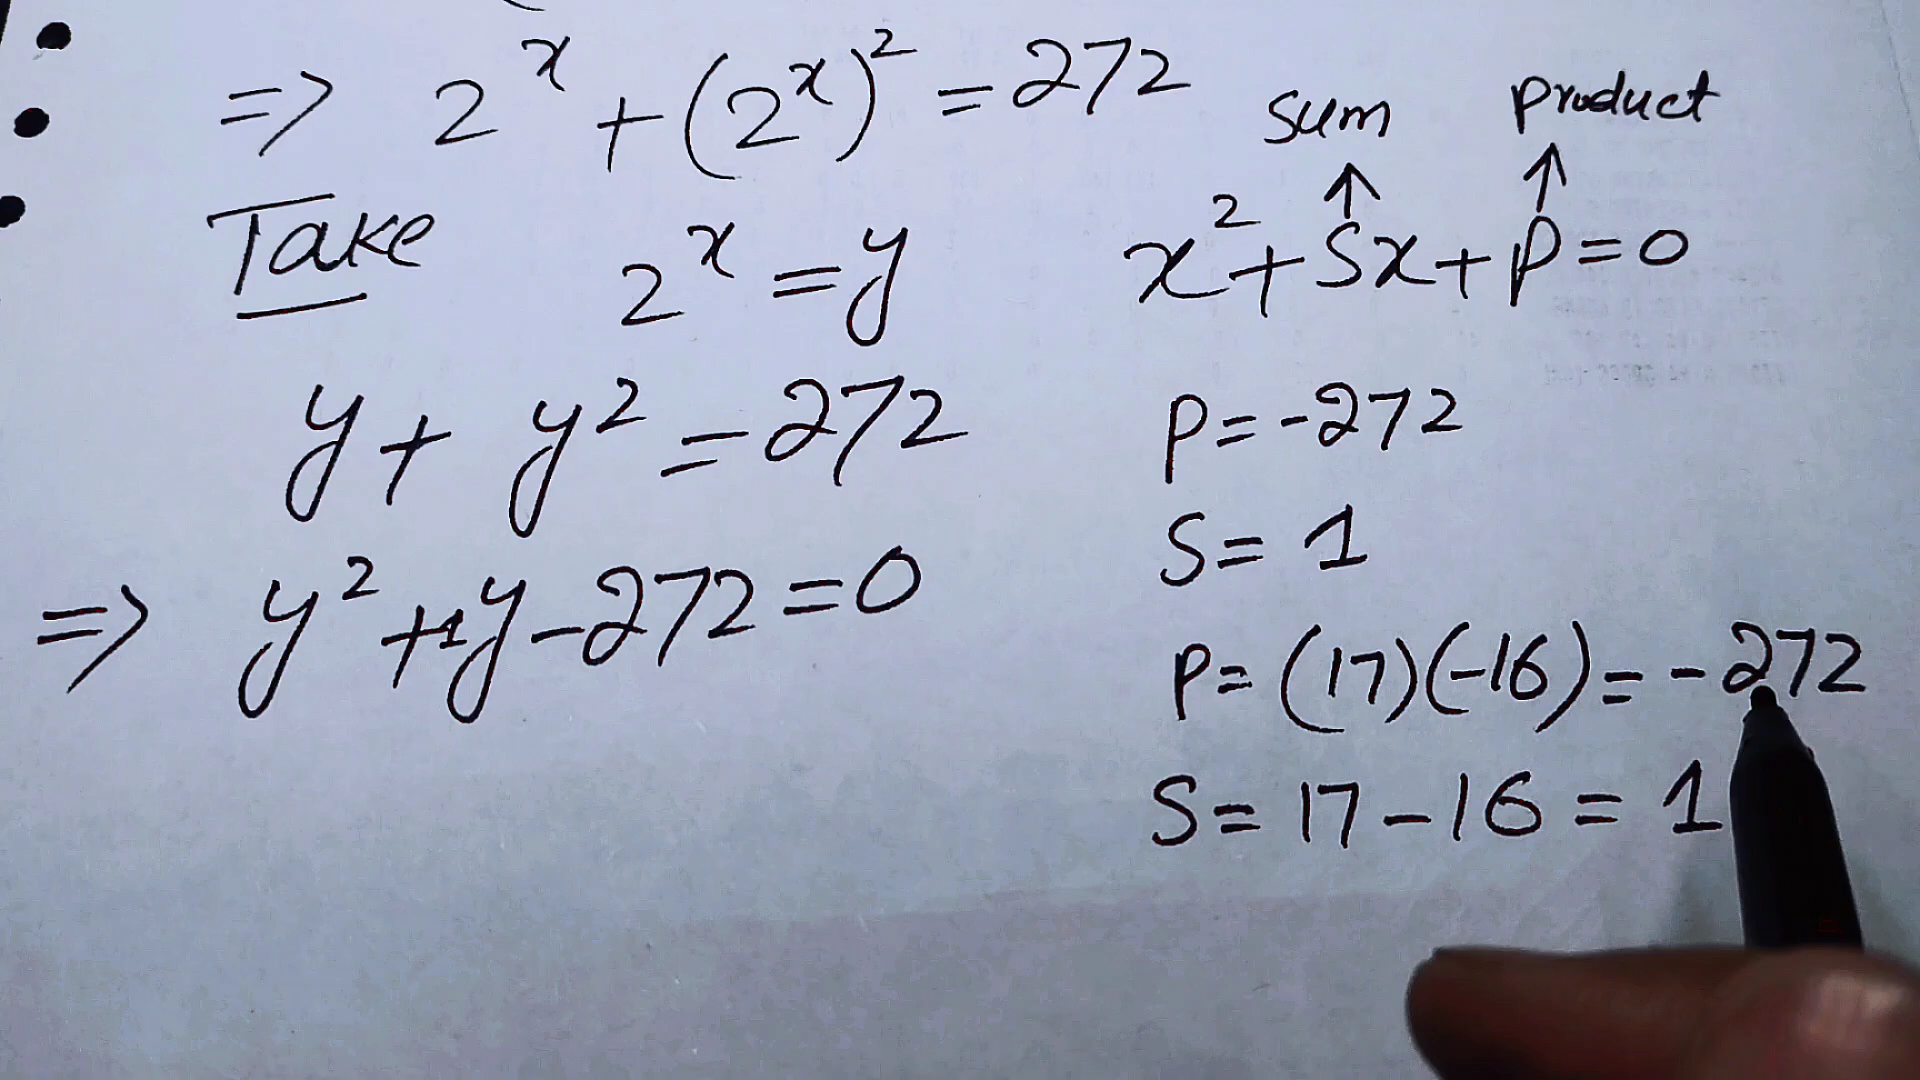 => 2^x + (2^x)^2 = 272
Take 2^x = y
y + y^2 = 272
=> y^2 + 1y - 272 = 0
Sum Product
↑ ↑
x^2 + Sx + P = 0
P = -272
S = 1
P = (17)(-16) = -272
S = 17 - 16 = 1